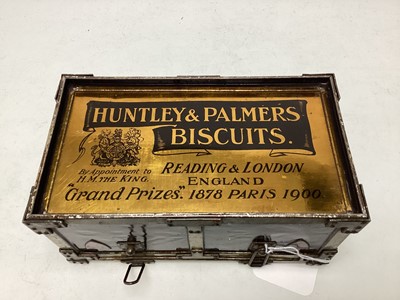 HUNTLEY & PALMERS
BISCUITS.
By Appointment to
H.M. THE KING.
READING & LONDON
ENGLAND
"Grand Prizes". 1878 PARIS 1900.